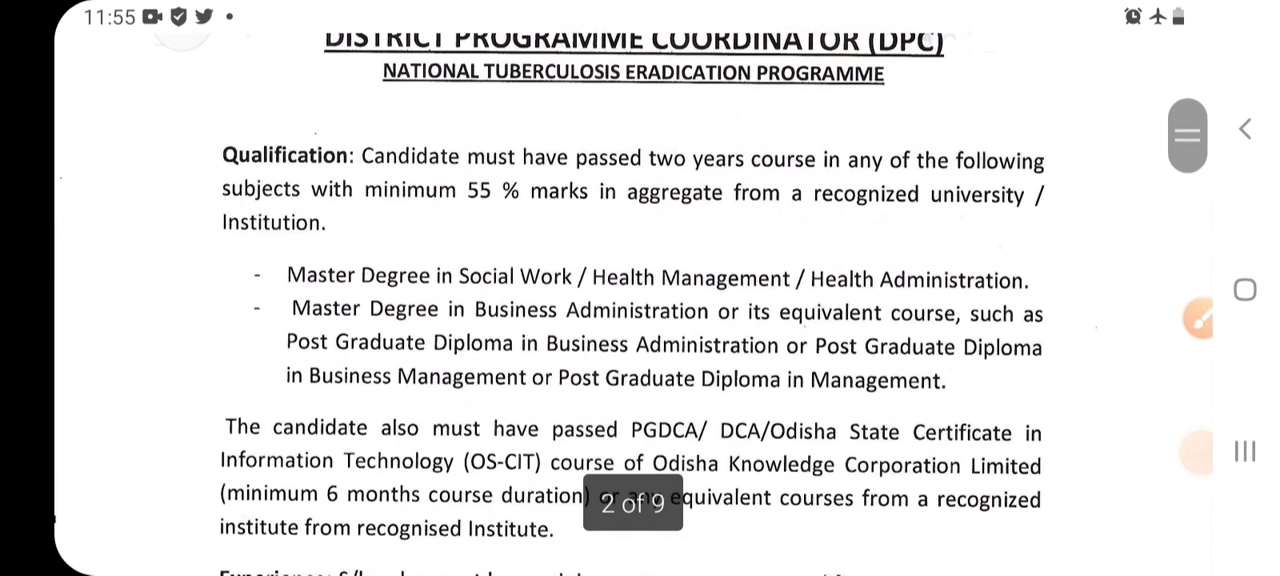 11:55
DISTRICT PROGRAMME COORDINATOR (DPC)
NATIONAL TUBERCULOSIS ERADICATION PROGRAMME
Qualification: Candidate must have passed two years course in any of the following
subjects with minimum 55 % marks in aggregate from a recognized university /
Institution.
- Master Degree in Social Work / Health Management / Health Administration.
- Master Degree in Business Administration or its equivalent course, such as
Post Graduate Diploma in Business Administration or Post Graduate Diploma
in Business Management or Post Graduate Diploma in Management.
The candidate also must have passed PGDCA/ DCA/Odisha State Certificate in
Information Technology (OS-CIT) course of Odisha Knowledge Corporation Limited
(minimum 6 months course duration) or any equivalent courses from a recognized
2 of 9
institute from recognised Institute.